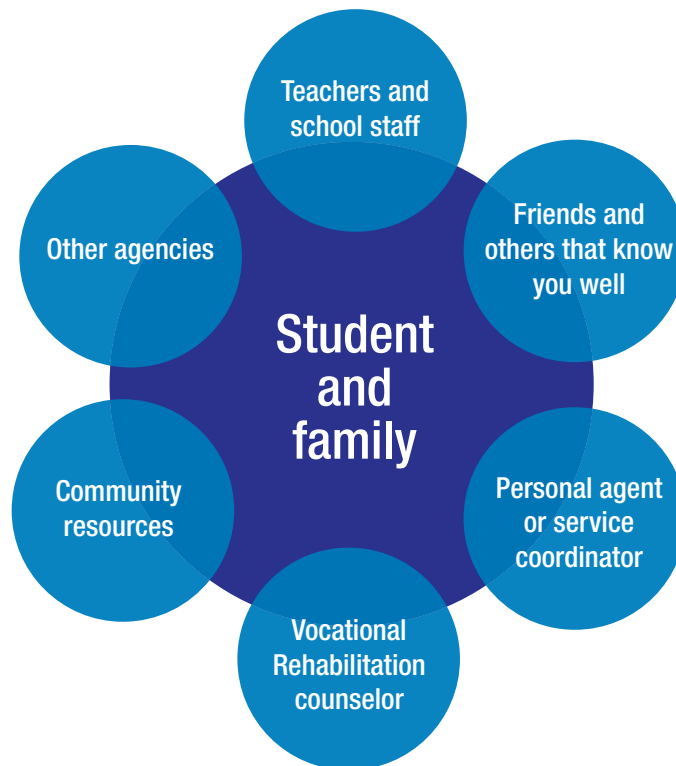 Teachers and
school staff
Friends and
others that know
you well
Other agencies
Student
and
family
Community
resources
Personal agent
or service
coordinator
Vocational
Rehabilitation
counselor